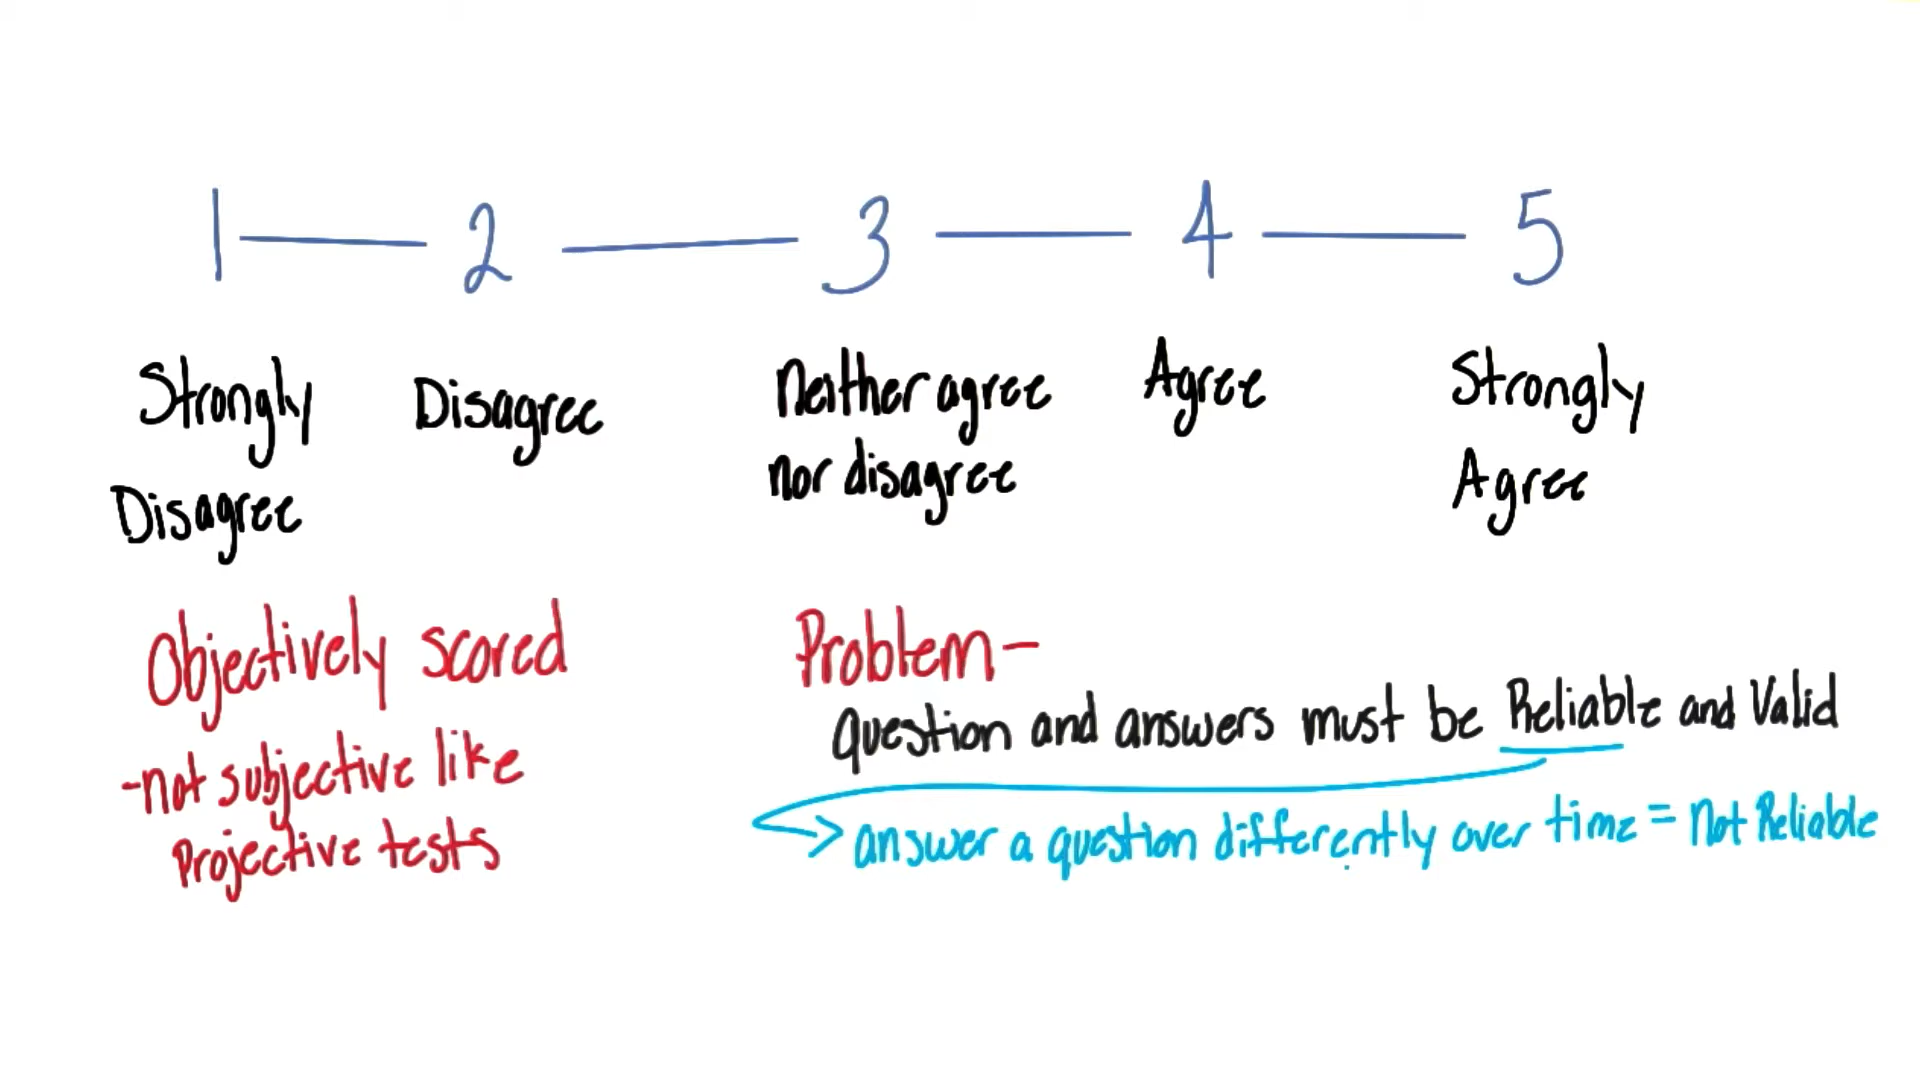 1 — 2 — 3 — 4 — 5
Strongly Disagree
Disagree
Neither agree nor disagree
Agree
Strongly Agree
Objectively scored
-not subjective like
Projective tests
Problem-
question and answers must be Reliable and Valid
answer a question differently over time = Not Reliable